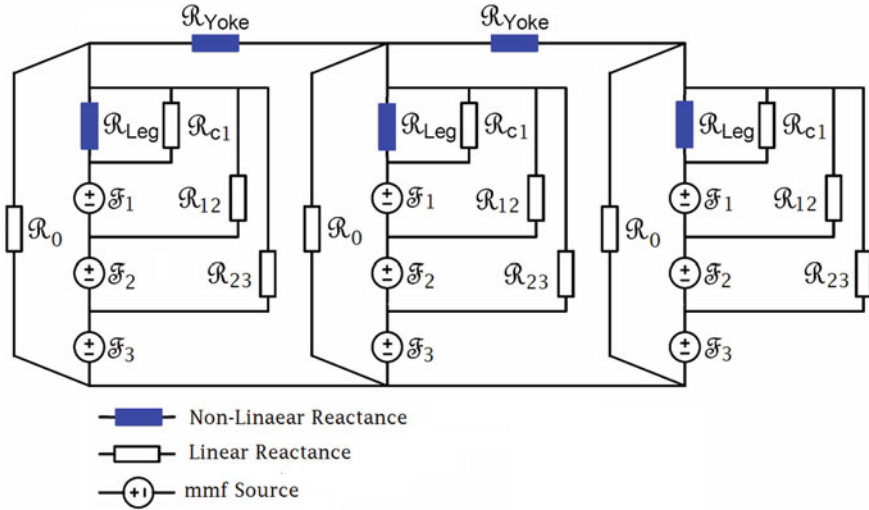 ℛYoke ℛYoke
ℛLeg ℛc1 ℛLeg ℛc1 ℛLeg ℛc1
ℱ1 ℛ12 ℱ1 ℛ12 ℱ1 ℛ12
ℛ0 ℛ0 ℛ0
ℱ2 ℛ23 ℱ2 ℛ23 ℱ2 ℛ23
ℱ3 ℱ3 ℱ3
Non-Linaear Reactance
Linear Reactance
mmf Source